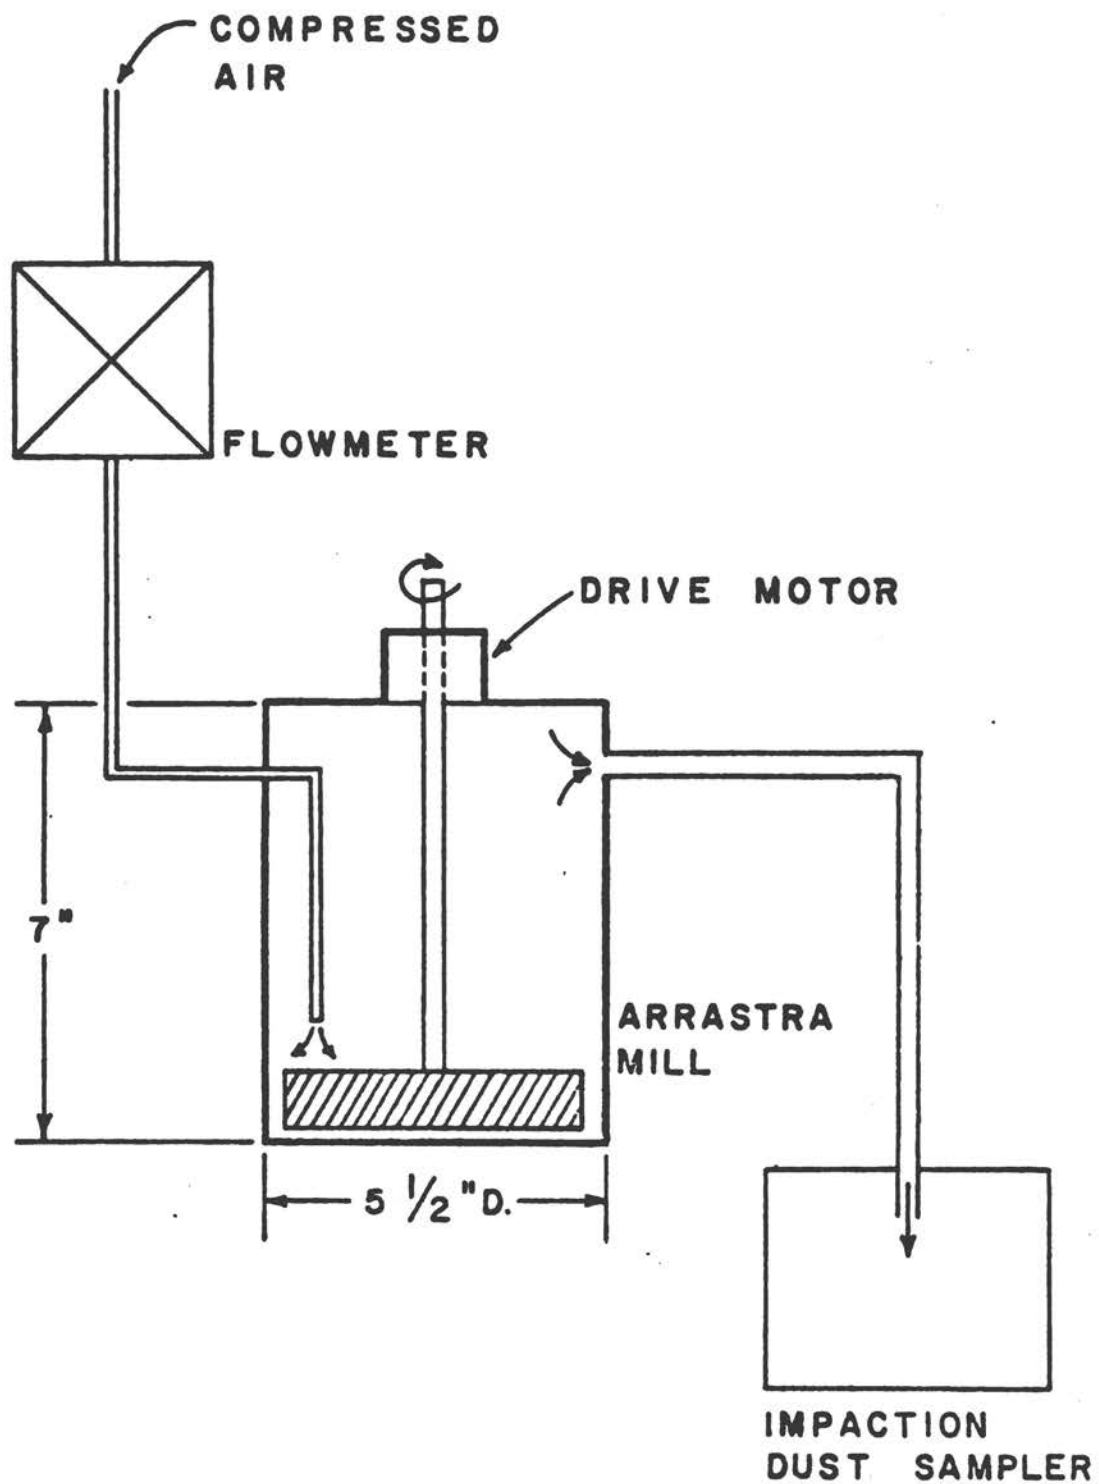 COMPRESSED
AIR
FLOWMETER
DRIVE MOTOR
7"
ARRASTRA
MILL
5 1/2" D.
IMPACTION
DUST SAMPLER